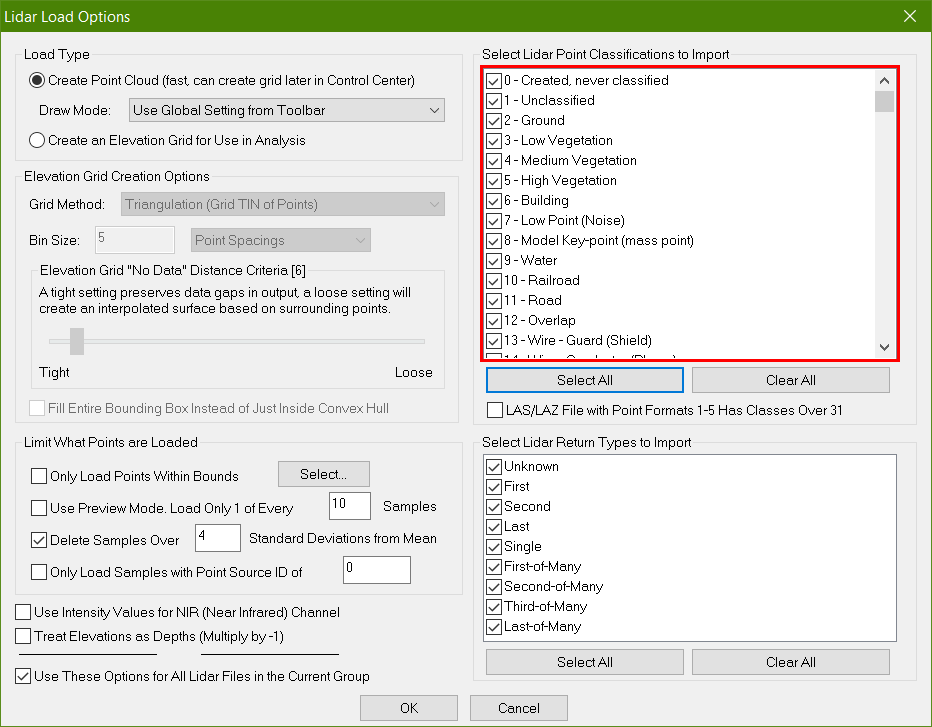 Lidar Load Options
Load Type
Create Point Cloud (fast, can create grid later in Control Center)
Draw Mode: Use Global Setting from Toolbar
Create an Elevation Grid for Use in Analysis
Elevation Grid Creation Options
Grid Method: Triangulation (Grid TIN of Points)
Bin Size: 5 Point Spacings
Elevation Grid "No Data" Distance Criteria [6]
A tight setting preserves data gaps in output, a loose setting will
create an interpolated surface based on surrounding points.
Tight Loose
Fill Entire Bounding Box Instead of Just Inside Convex Hull
Limit What Points are Loaded
Only Load Points Within Bounds Select...
Use Preview Mode. Load Only 1 of Every 10 Samples
Delete Samples Over 4 Standard Deviations from Mean
Only Load Samples with Point Source ID of 0
Use Intensity Values for NIR (Near Infrared) Channel
Treat Elevations as Depths (Multiply by -1)
Use These Options for All Lidar Files in the Current Group
Select Lidar Point Classifications to Import
0 - Created, never classified
1 - Unclassified
2 - Ground
3 - Low Vegetation
4 - Medium Vegetation
5 - High Vegetation
6 - Building
7 - Low Point (Noise)
8 - Model Key-point (mass point)
9 - Water
10 - Railroad
11 - Road
12 - Overlap
13 - Wire - Guard (Shield)
Select All Clear All
LAS/LAZ File with Point Formats 1-5 Has Classes Over 31
Select Lidar Return Types to Import
Unknown
First
Second
Last
Single
First-of-Many
Second-of-Many
Third-of-Many
Last-of-Many
Select All Clear All
OK Cancel